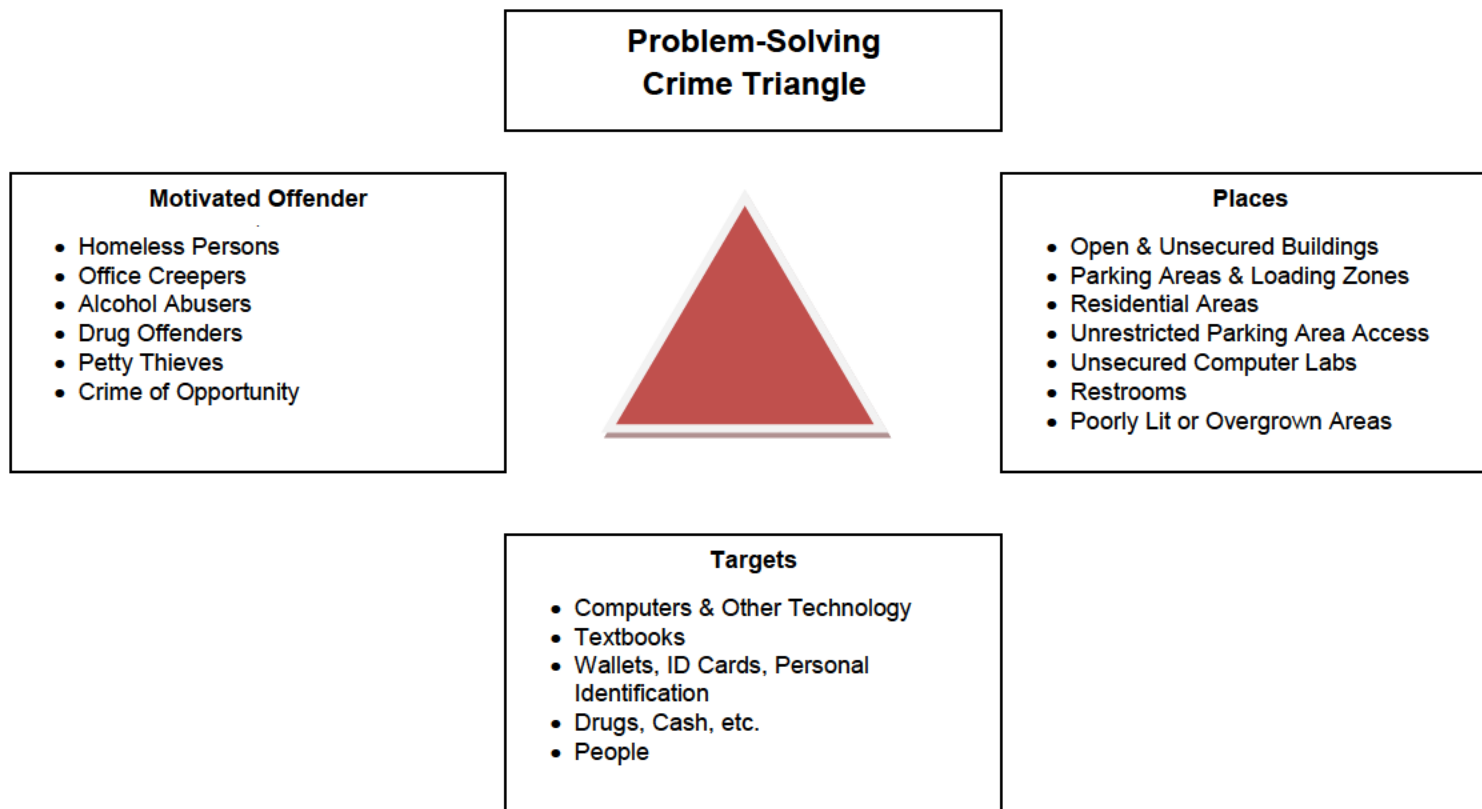 Problem-Solving
Crime Triangle
Motivated Offender
• Homeless Persons
• Office Creepers
• Alcohol Abusers
• Drug Offenders
• Petty Thieves
• Crime of Opportunity
Places
• Open & Unsecured Buildings
• Parking Areas & Loading Zones
• Residential Areas
• Unrestricted Parking Area Access
• Unsecured Computer Labs
• Restrooms
• Poorly Lit or Overgrown Areas
Targets
• Computers & Other Technology
• Textbooks
• Wallets, ID Cards, Personal
Identification
• Drugs, Cash, etc.
• People